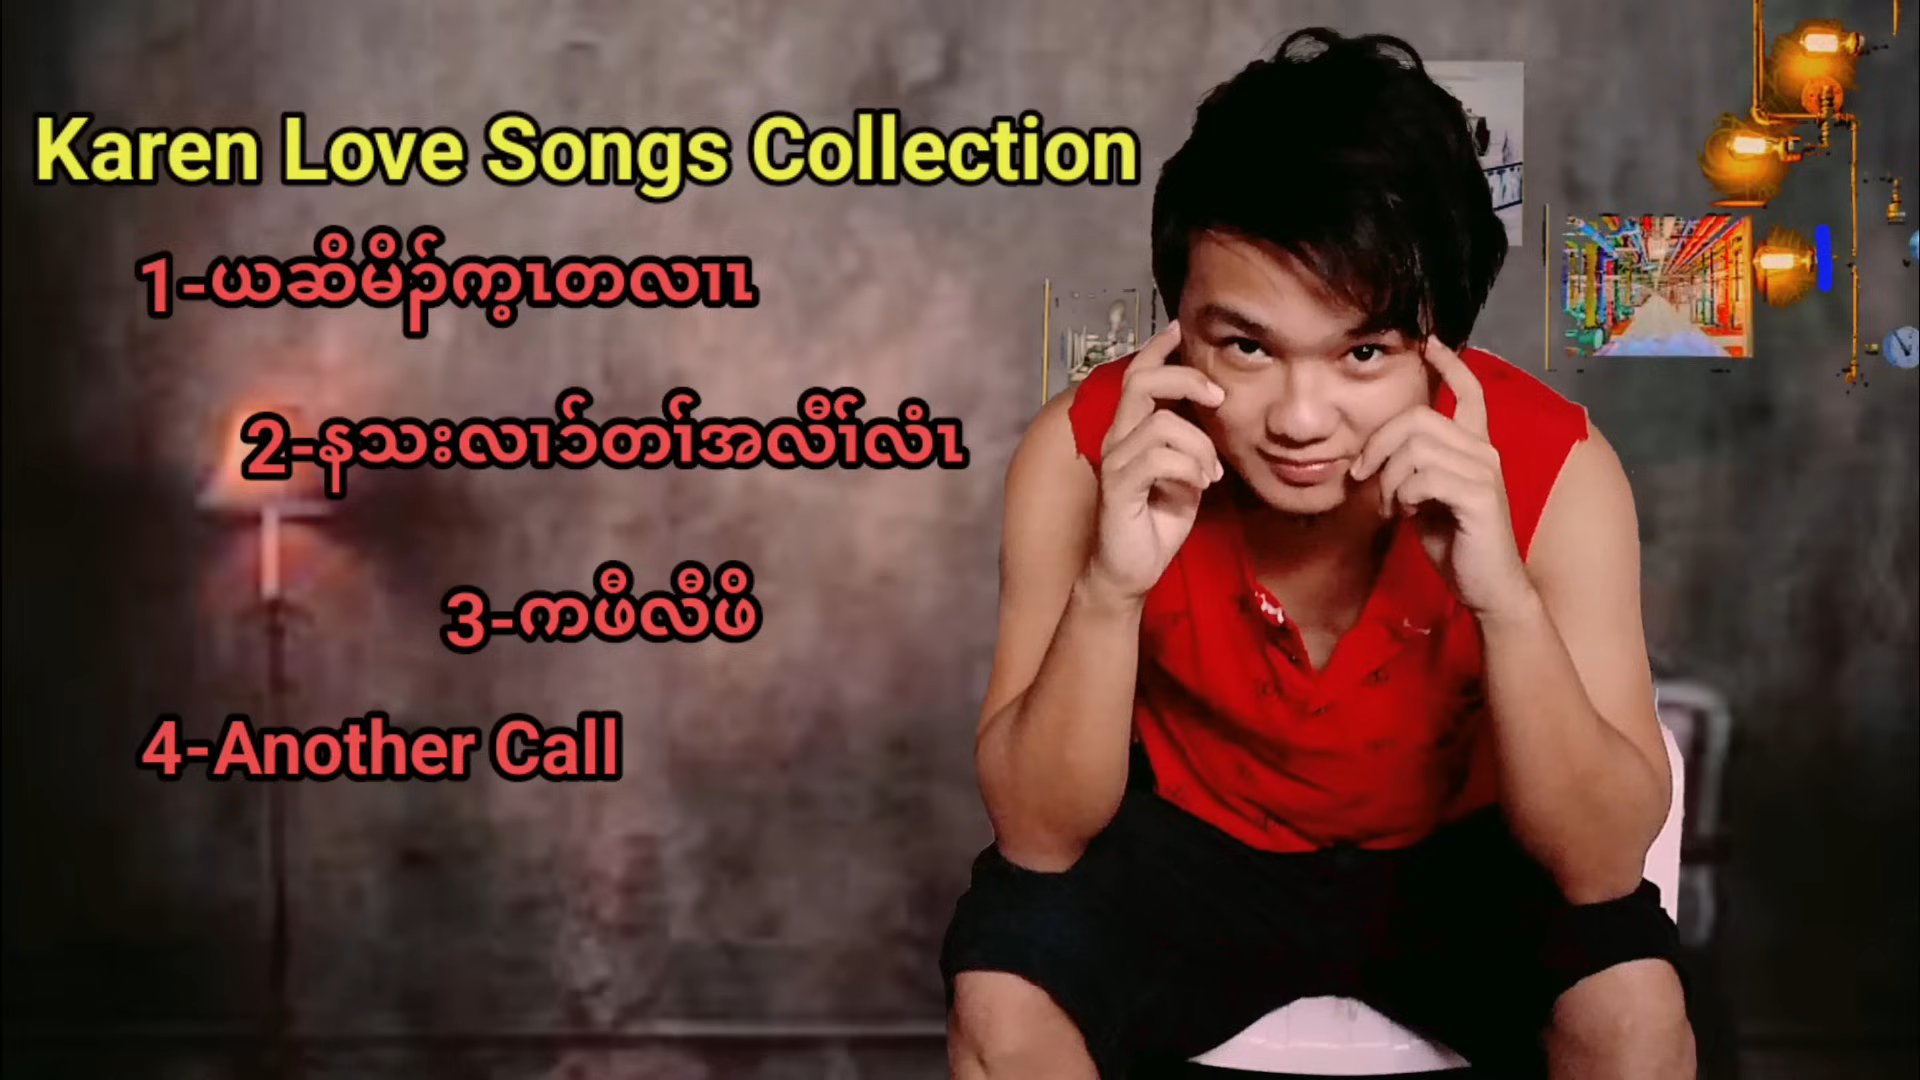 Karen Love Songs Collection
1-ယဆိမိၣ်က့ၤတလၢၤ
2-နသးလၢာ်တၢ်အလီၢ်လံၤ
3-ကဖီလီဖိ
4-Another Call